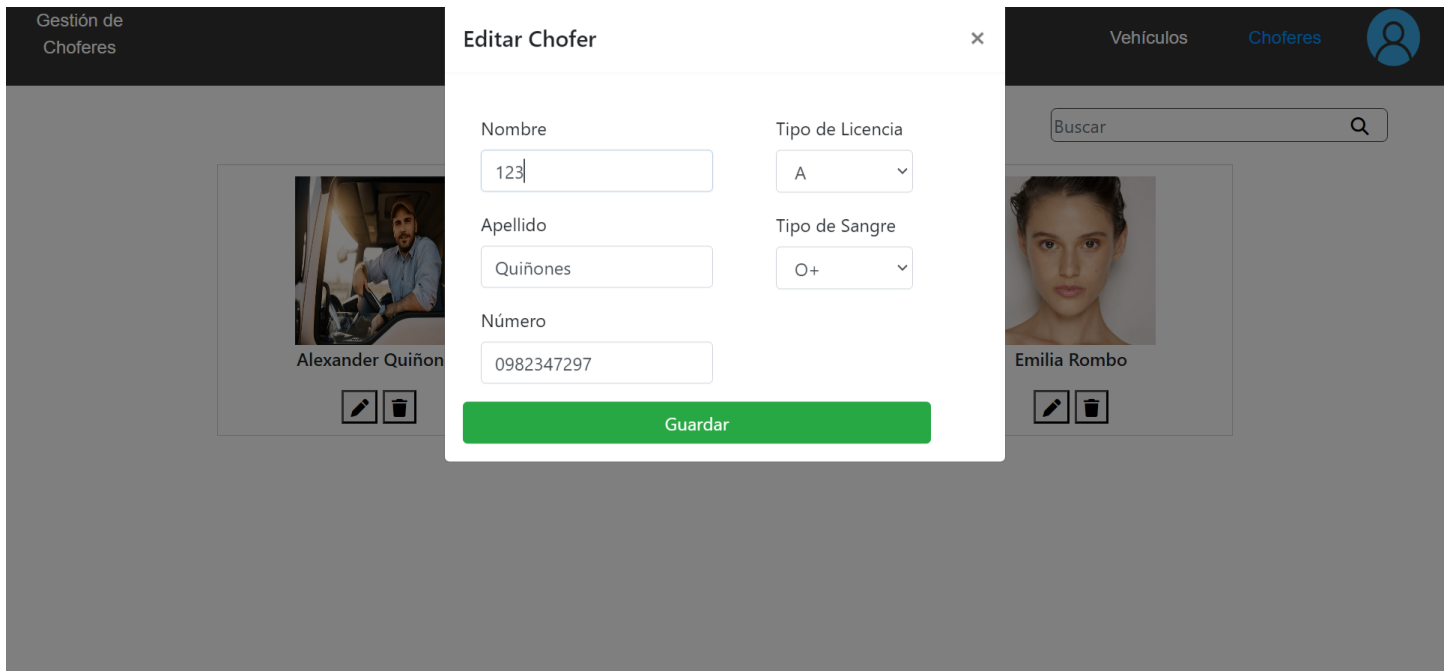 Gestión de
Choferes
Editar Chofer
×
Vehículos
Choferes
Buscar
Nombre
Tipo de Licencia
123
A
Apellido
Tipo de Sangre
Quiñones
O+
Número
0982347297
Guardar
Alexander Quiñon
Emilia Rombo